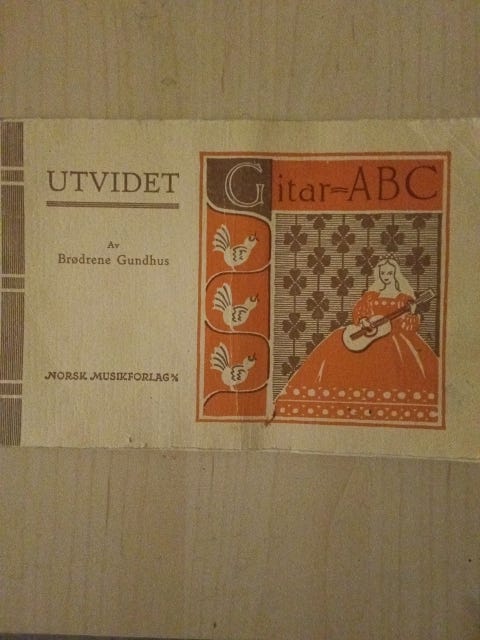 UTVIDET
Av
Brødrene Gundhus
NORSK MUSIKFORLAG A/S
Gitar=ABC